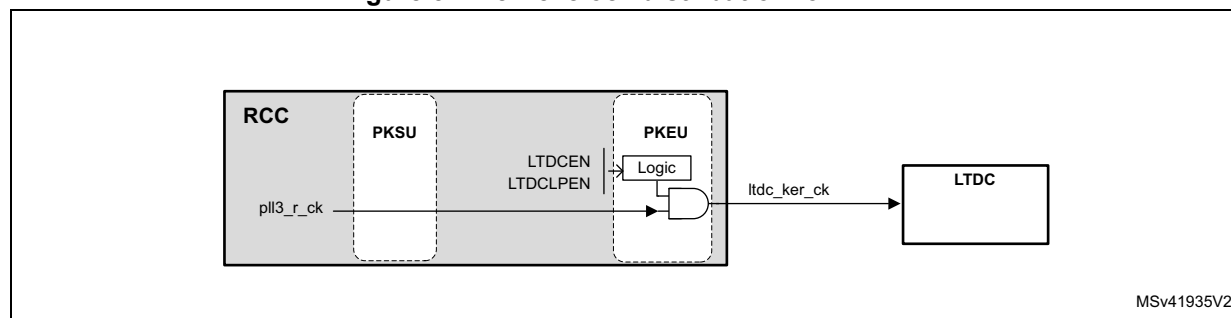 RCC
PKSU
PKEU
LTDCEN
LTDCLPEN
Logic
LTDC
ltdc_ker_ck
pll3_r_ck
MSv41935V2